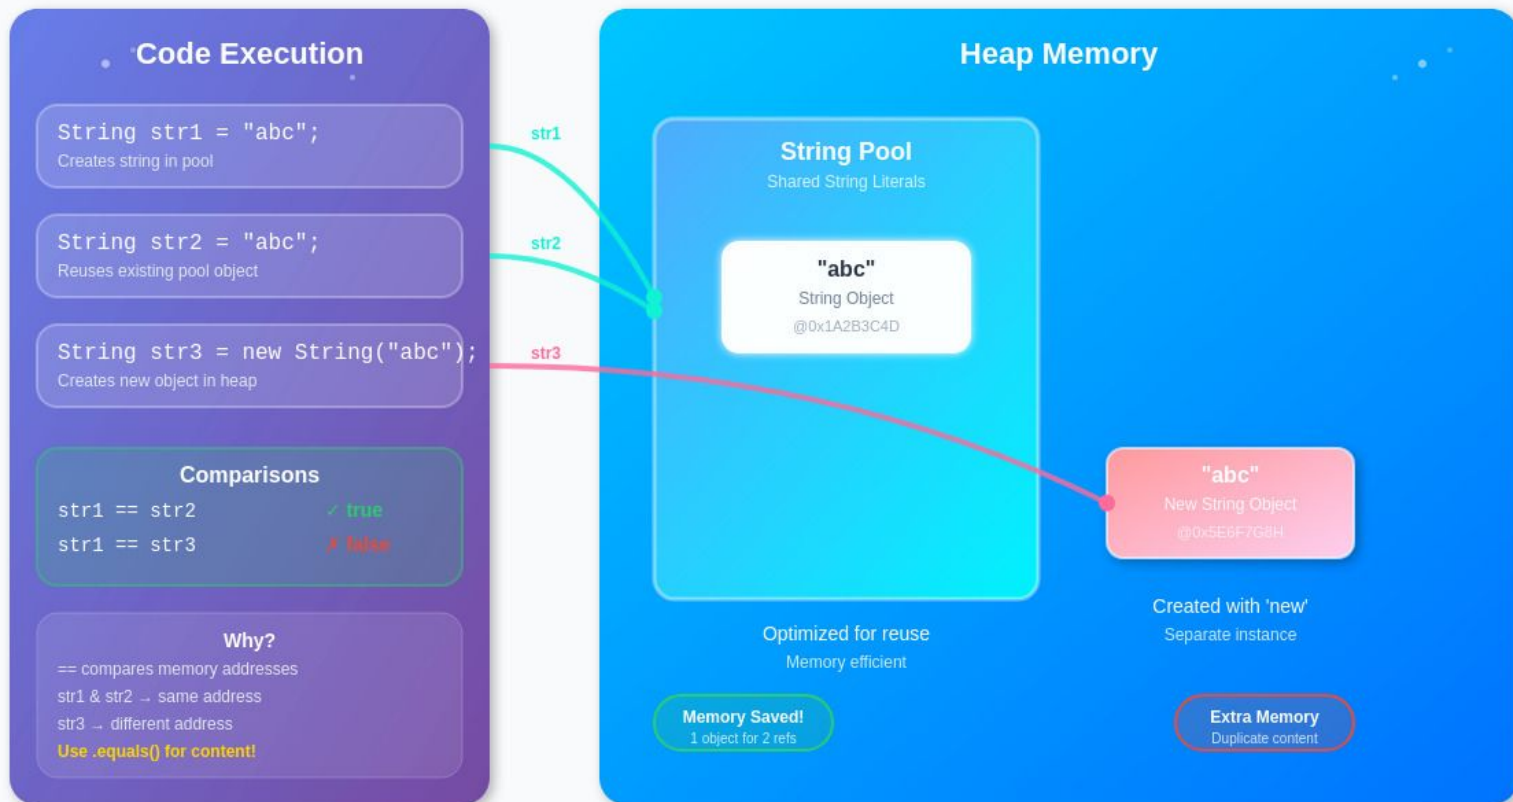 Code Execution
String str1 = "abc";
Creates string in pool
String str2 = "abc";
Reuses existing pool object
String str3 = new String("abc");
Creates new object in heap
Comparisons
str1 == str2 ✓ true
str1 == str3 ✗ false
Why?
== compares memory addresses
str1 & str2 → same address
str3 → different address
Use .equals() for content!
str1
str2
str3
Heap Memory
String Pool
Shared String Literals
"abc"
String Object
@0x1A2B3C4D
Optimized for reuse
Memory efficient
Memory Saved!
1 object for 2 refs
"abc"
New String Object
@0x5E6F7G8H
Created with 'new'
Separate instance
Extra Memory
Duplicate content